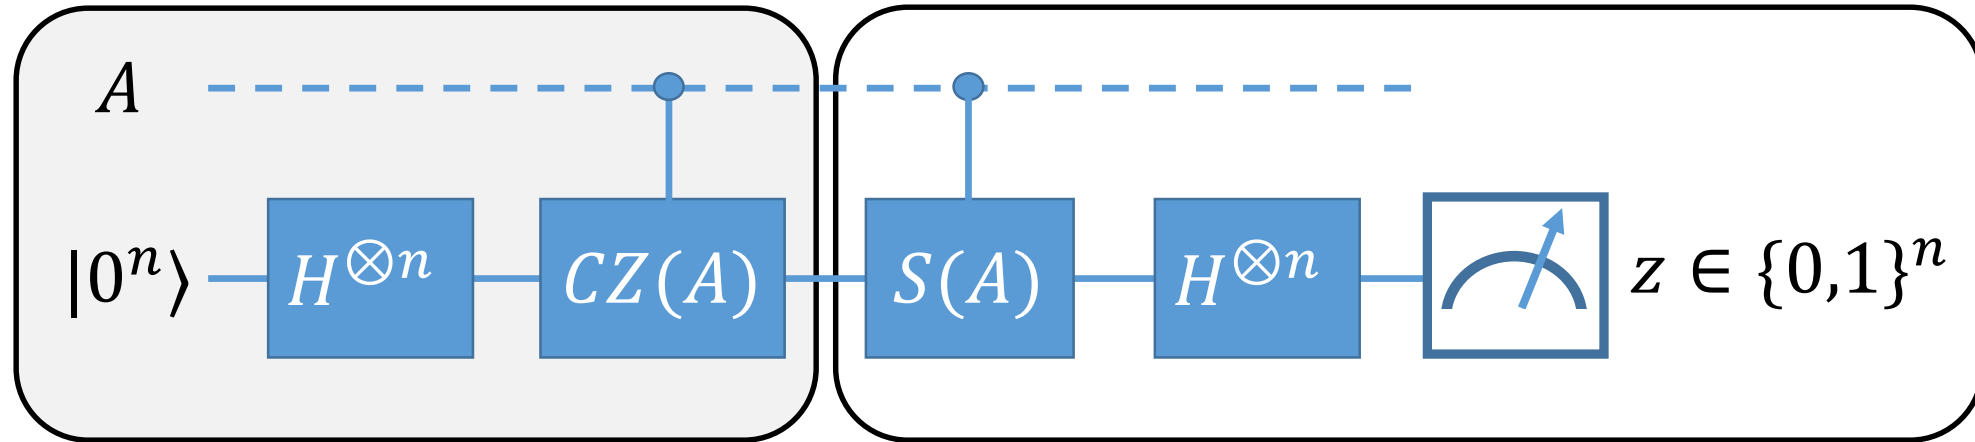 A
|0ⁿ⟩ H^{⊗n} CZ(A) S(A) H^{⊗n} z ∈ {0,1}ⁿ